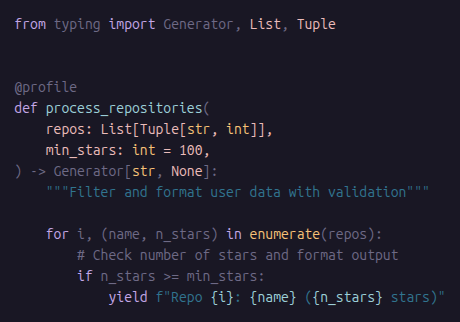 from typing import Generator, List, Tuple
@profile
def process_repositories(
    repos: List[Tuple[str, int]],
    min_stars: int = 100,
) -> Generator[str, None]:
    """Filter and format user data with validation"""
    for i, (name, n_stars) in enumerate(repos):
        # Check number of stars and format output
        if n_stars >= min_stars:
            yield f"Repo {i}: {name} ({n_stars} stars)"